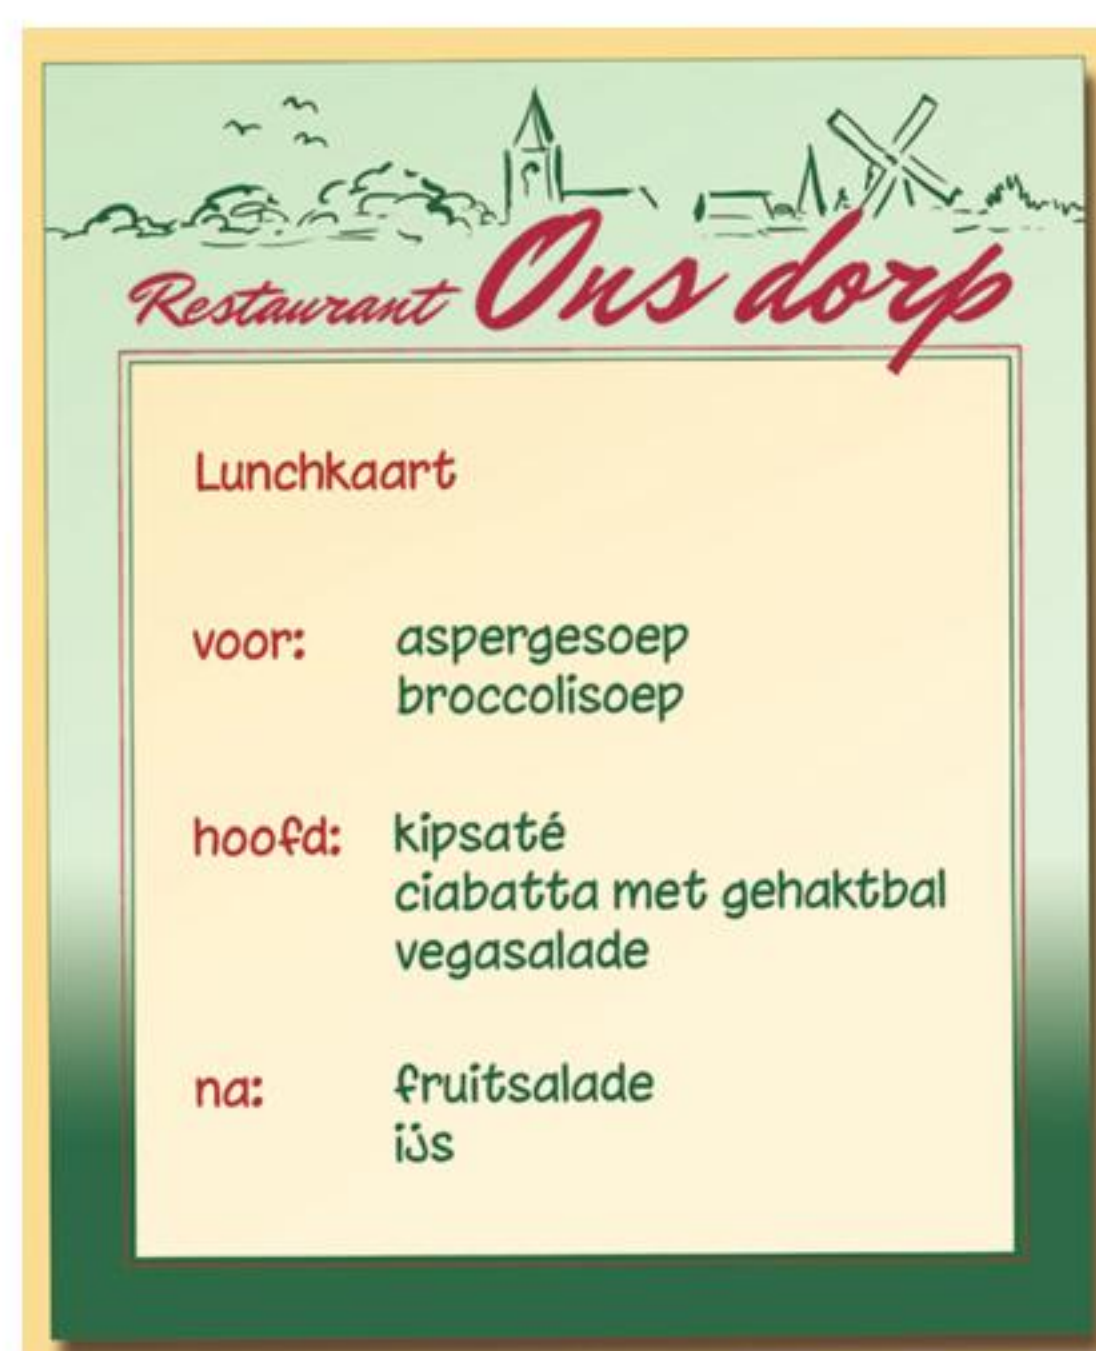 Restaurant Ons dorp
Lunchkaart
voor: aspergesoep
broccolisoep
hoofd: kipsaté
ciabatta met gehaktbal
vegasalade
na: fruitsalade
ijs